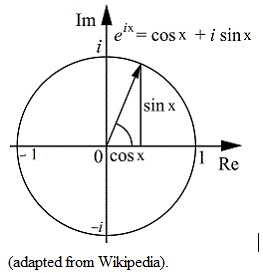 Im
e^ix = cos x + i sin x
i
sin x
- 1
0
cos x
1
Re
-i
(adapted from Wikipedia).